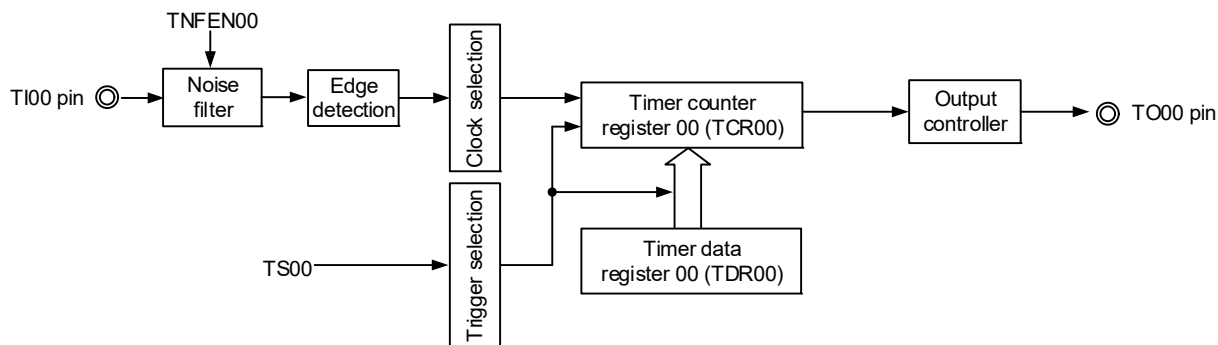 TNFEN00
TI00 pin
Noise
filter
Edge
detection
Clock selection
Timer counter
register 00 (TCR00)
Output
controller
TO00 pin
TS00
Trigger selection
Timer data
register 00 (TDR00)